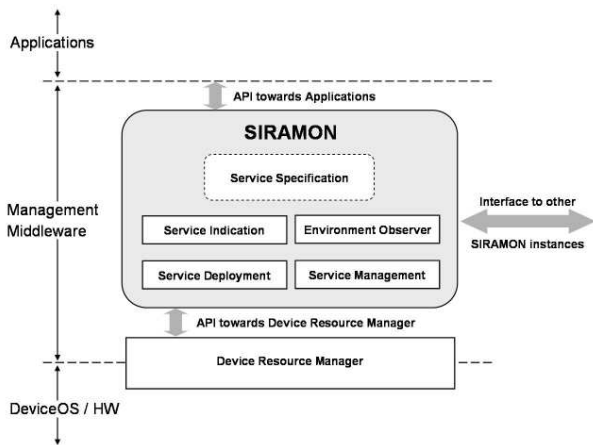 Applications
API towards Applications
SIRAMON
Service Specification
Management
Middleware
Service Indication
Environment Observer
Interface to other
SIRAMON instances
Service Deployment
Service Management
API towards Device Resource Manager
Device Resource Manager
DeviceOS / HW